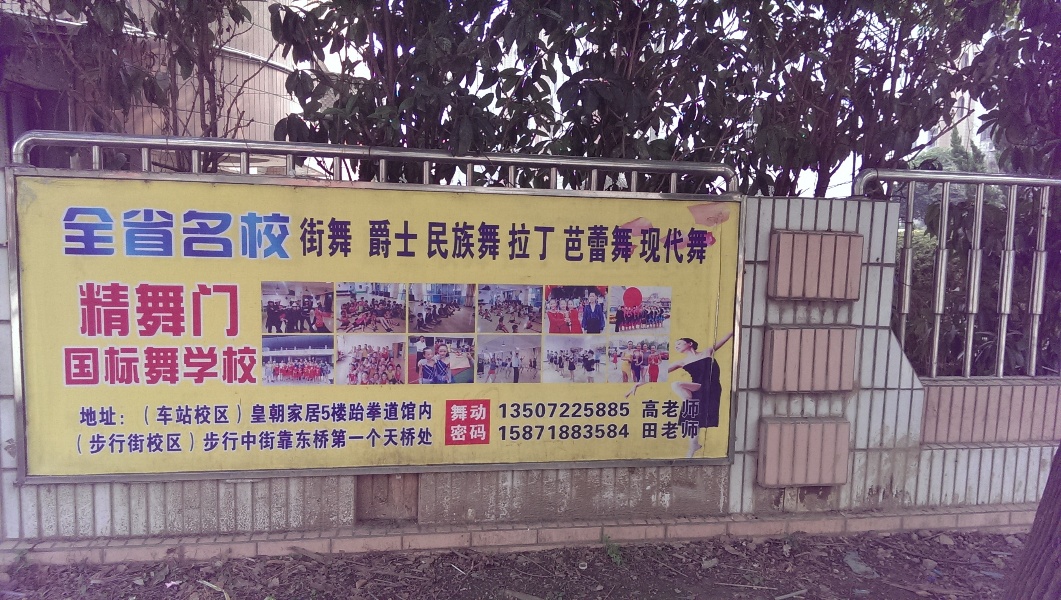 全省名校 街舞 爵士 民族舞 拉丁 芭蕾舞 现代舞
精舞门
国标舞学校
地址：（车站校区）皇朝家居5楼跆拳道馆内
（步行街校区）步行中街靠东桥第一个天桥处
舞动
密码
13507225885 高老师
15871883584 田老师